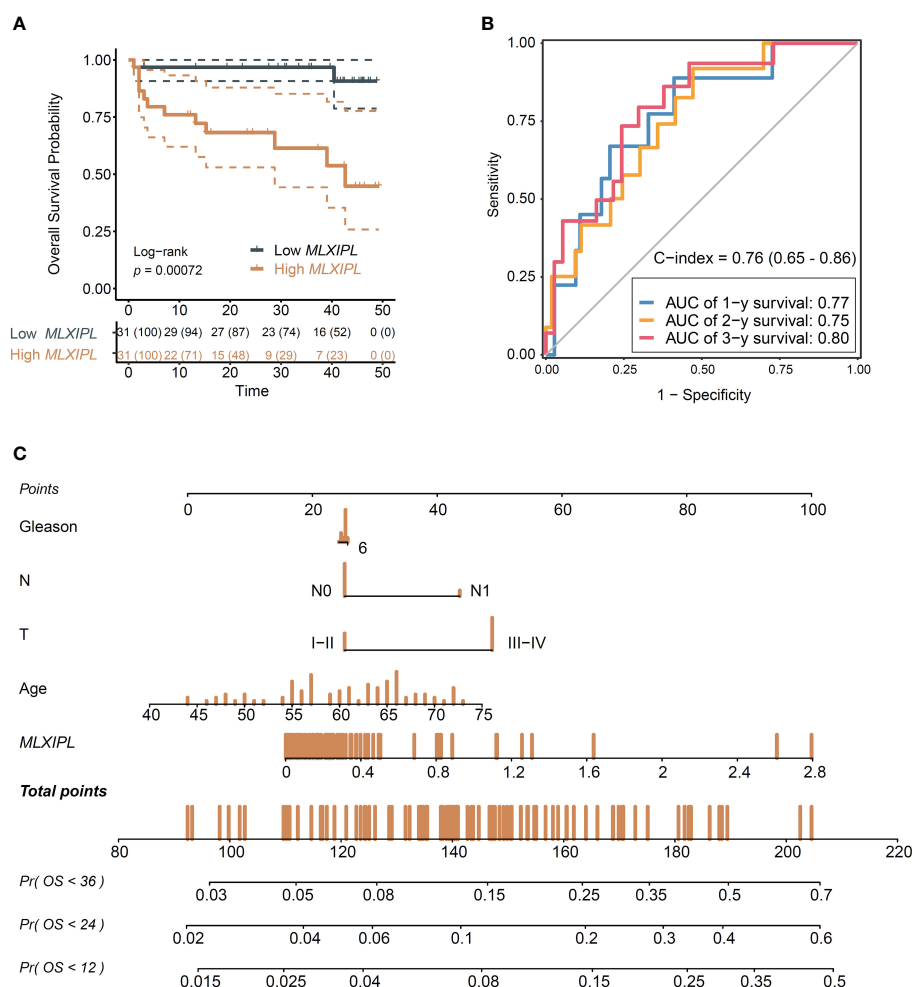 A
Overall Survival Probability
1.00
0.75
0.50
0.25
0.00
Log−rank
p = 0.00072
Low MLXIPL
High MLXIPL
0 10 20 30 40 50
Low MLXIPL 31 (100) 29 (94) 27 (87) 23 (74) 16 (52) 0 (0)
High MLXIPL 31 (100) 22 (71) 15 (48) 9 (29) 7 (23) 0 (0)
0 10 20 30 40 50
Time
B
Sensitivity
1.00
0.75
0.50
0.25
0.00
C−index = 0.76 (0.65 - 0.86)
AUC of 1−y survival: 0.77
AUC of 2−y survival: 0.75
AUC of 3−y survival: 0.80
0.00 0.25 0.50 0.75 1.00
1 − Specificity
C
Points
0 20 40 60 80 100
Gleason
6
N
N0 N1
T
I−II III−IV
Age
40 45 50 55 60 65 70 75
MLXIPL
0 0.4 0.8 1.2 1.6 2 2.4 2.8
Total points
80 100 120 140 160 180 200 220
Pr( OS < 36 )
0.03 0.05 0.08 0.15 0.25 0.35 0.5 0.7
Pr( OS < 24 )
0.02 0.04 0.06 0.1 0.2 0.3 0.4 0.6
Pr( OS < 12 )
0.015 0.025 0.04 0.08 0.15 0.25 0.35 0.5